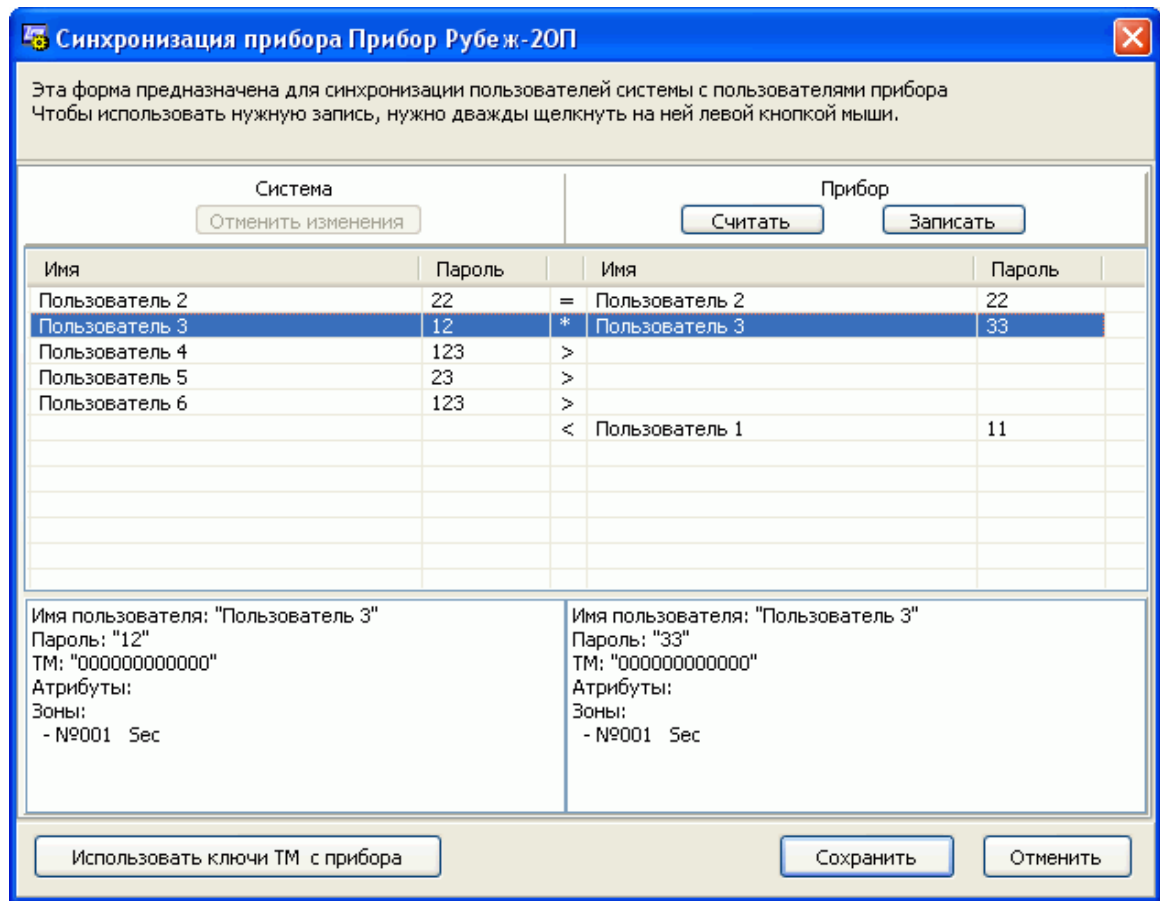 Синхронизация прибора Прибор Рубеж-2ОП
Эта форма предназначена для синхронизации пользователей системы с пользователями прибора
Чтобы использовать нужную запись, нужно дважды щелкнуть на ней левой кнопкой мыши.
Система Прибор
Отменить изменения Считать Записать
Имя Пароль Имя Пароль
Пользователь 2 22 = Пользователь 2 22
Пользователь 3 12 * Пользователь 3 33
Пользователь 4 123 >
Пользователь 5 23 >
Пользователь 6 123 >
< Пользователь 1 11
Имя пользователя: "Пользователь 3"
Пароль: "12"
ТМ: "000000000000"
Атрибуты:
Зоны:
- №001 Sec
Имя пользователя: "Пользователь 3"
Пароль: "33"
ТМ: "000000000000"
Атрибуты:
Зоны:
- №001 Sec
Использовать ключи ТМ с прибора Сохранить Отменить